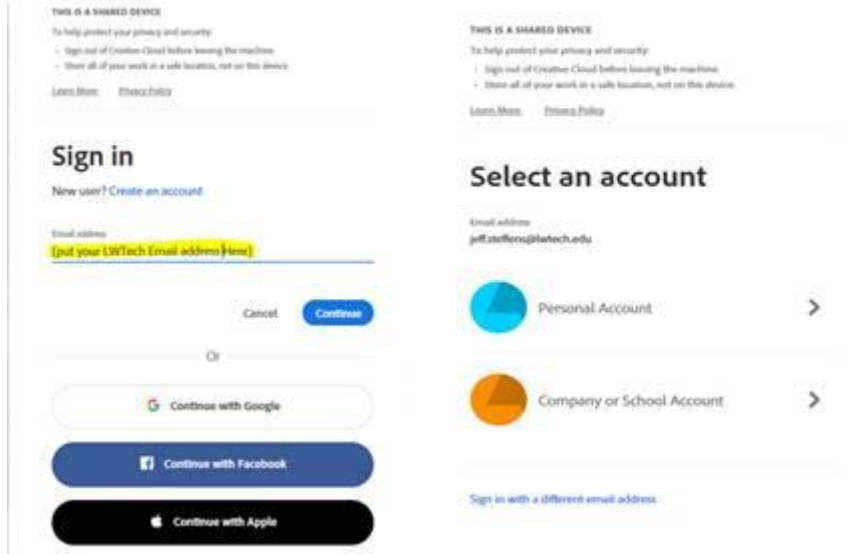 THIS IS A SHARED DEVICE
To help protect your privacy and security:
- Sign out of Creative Cloud before leaving the machine.
- Store all of your work in a safe location, not on this device.
Learn More Privacy Policy
Sign in
New user? Create an account
Email address
[put your LWTech Email address Here]
Cancel Continue
Or
Continue with Google
Continue with Facebook
Continue with Apple
THIS IS A SHARED DEVICE
To help protect your privacy and security:
- Sign out of Creative Cloud before leaving the machine.
- Store all of your work in a safe location, not on this device.
Learn More Privacy Policy
Select an account
Email address
jeff.steffens@lwtech.edu
Personal Account
Company or School Account
Sign in with a different email address